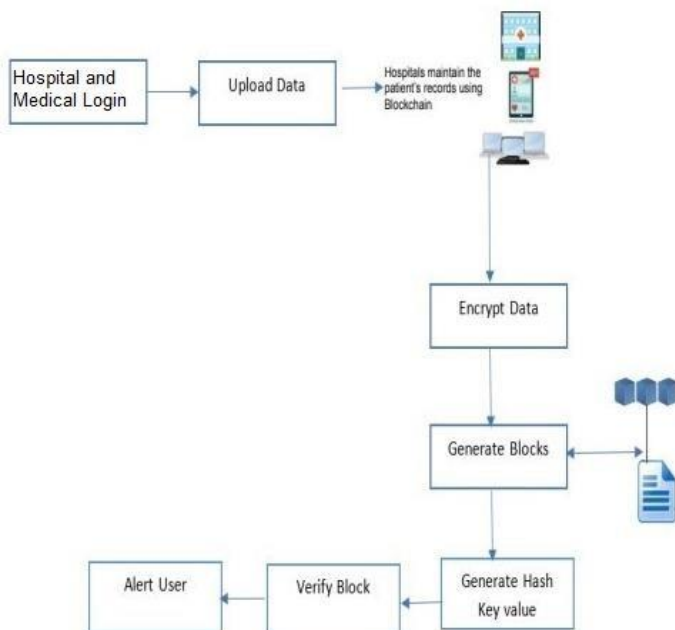 Hospital and
Medical Login
Upload Data
Hospitals maintain the
patient's records using
Blockchain
Encrypt Data
Generate Blocks
Generate Hash
Key value
Verify Block
Alert User